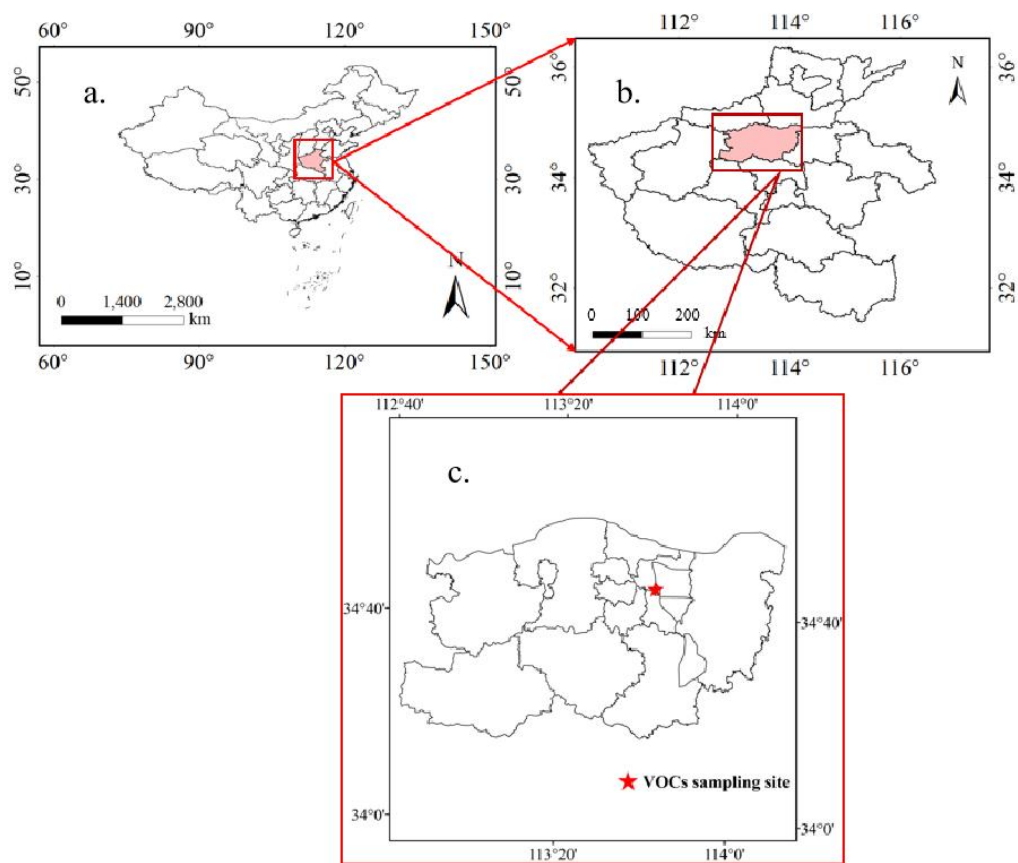 60° 90° 120° 150°
50° a. 50°
30° 30°
10° 10°
N
0 1,400 2,800
km
60° 90° 120° 150°
112° 114° 116°
36° b. N 36°
34° 34°
32° 32°
0 100 200
km
112° 114° 116°
112°40' 113°20' 114°0'
c.
34°40' 34°40'
VOCs sampling site
34°0' 34°0'
113°20' 114°0'